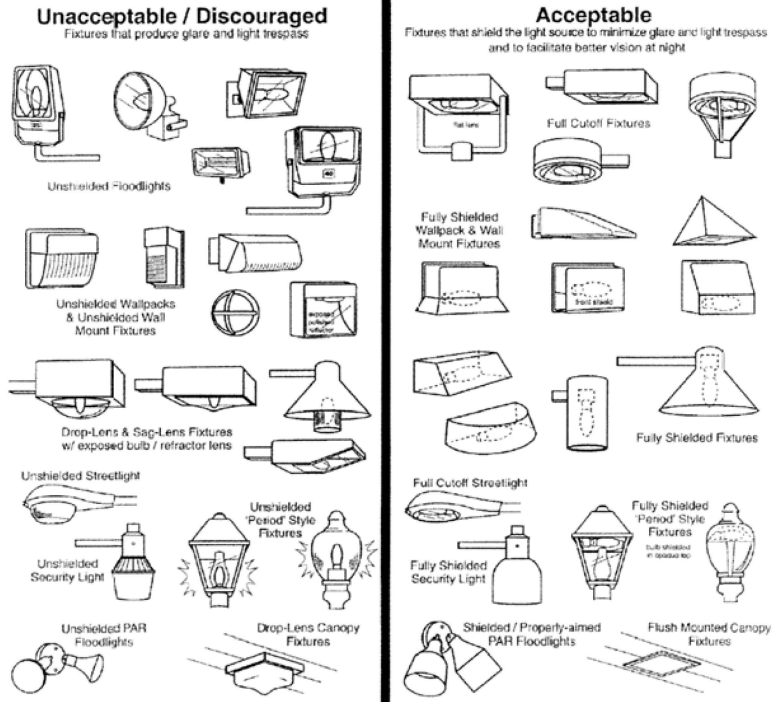 Unacceptable / Discouraged
Fixtures that produce glare and light trespass
Unshielded Floodlights
Unshielded Wallpacks
& Unshielded Wall
Mount Fixtures
exposed
Drop-Lens & Sag-Lens Fixtures
w/ exposed bulb / refractor lens
Unshielded Streetlight
Unshielded
'Period' Style
Fixtures
Unshielded
Security Light
Unshielded PAR
Floodlights
Drop-Lens Canopy
Fixtures
Acceptable
Fixtures that shield the light source to minimize glare and light trespass
and to facilitate better vision at night
flat lens
Full Cutoff Fixtures
Fully Shielded
Wallpack & Wall
Mount Fixtures
front shield
Fully Shielded Fixtures
Full Cutoff Streetlight
Fully Shielded
'Period' Style
Fixtures
bulb shielded
in opaque top
Fully Shielded
Security Light
Shielded / Properly-aimed
PAR Floodlights
Flush Mounted Canopy
Fixtures